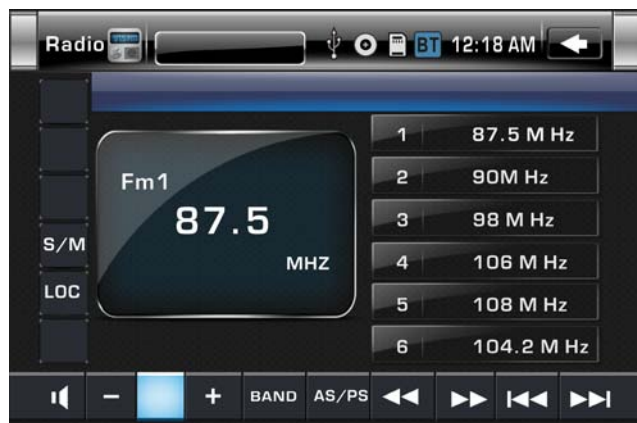 Radio BT 12:18 AM
Fm1
87.5
MHZ
1 87.5 M Hz
2 90M Hz
3 98 M Hz
4 106 M Hz
5 108 M Hz
6 104.2 M Hz
S/M
LOC
− + BAND AS/PS